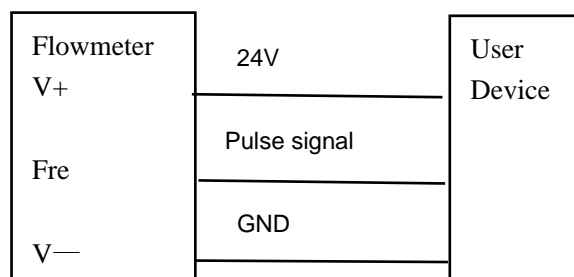 Flowmeter
24V
User
V+
Device
Pulse signal
Fre
GND
V—